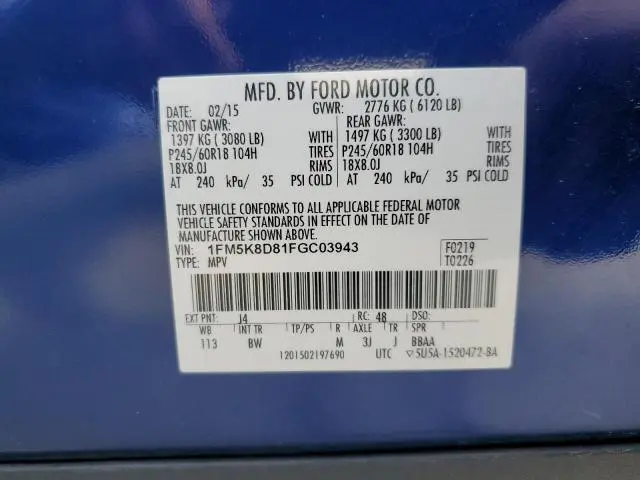 MFD. BY FORD MOTOR CO.
DATE: 02/15 GVWR: 2776 KG ( 6120 LB)
FRONT GAWR: REAR GAWR:
1397 KG ( 3080 LB) WITH 1497 KG ( 3300 LB) WITH
P245/60R18 104H TIRES P245/60R18 104H TIRES
18X8.0J RIMS 18X8.0J RIMS
AT 240 kPa/ 35 PSI COLD AT 240 kPa/ 35 PSI COLD
THIS VEHICLE CONFORMS TO ALL APPLICABLE FEDERAL MOTOR
VEHICLE SAFETY STANDARDS IN EFFECT ON THE DATE OF
MANUFACTURE SHOWN ABOVE.
VIN: 1FM5K8D81FGC03943 F0219
TYPE: MPV T0226
EXT PNT: J4 RC: 48 DSO:
WB INT TR TP/PS R AXLE TR SPR
113 BW M 3J J BBAA
1201502197690 UTC ▽5U5A-1520472-BA